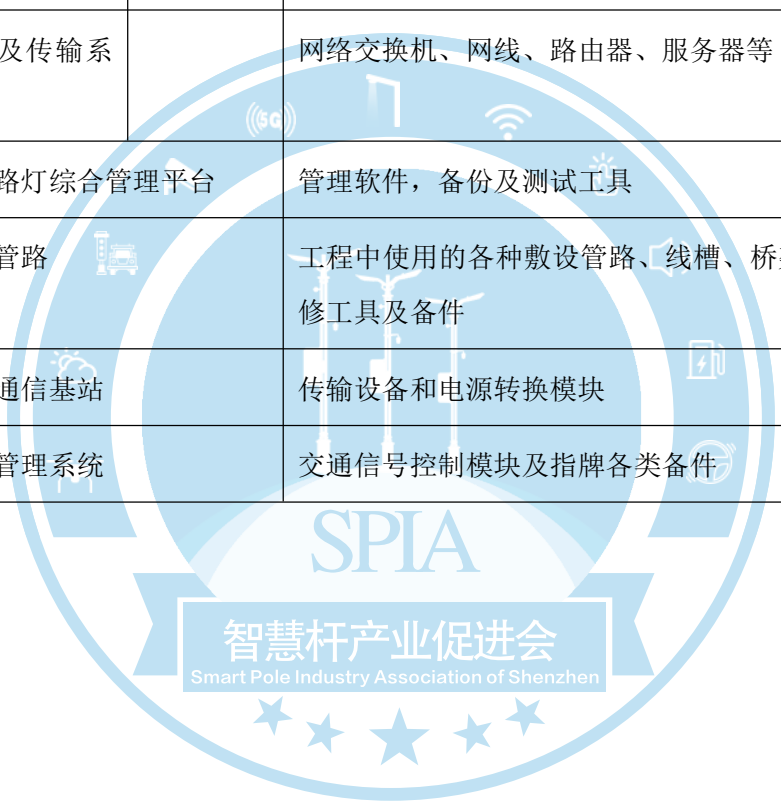 及传输系 网络交换机、网线、路由器、服务器等
5G
路灯综合管理平台 管理软件，备份及测试工具
管路 工程中使用的各种敷设管路、线槽、桥
修工具及备件
通信基站 传输设备和电源转换模块
管理系统 交通信号控制模块及指牌各类备件
SPIA
智慧杆产业促进会
Smart Pole Industry Association of Shenzhen